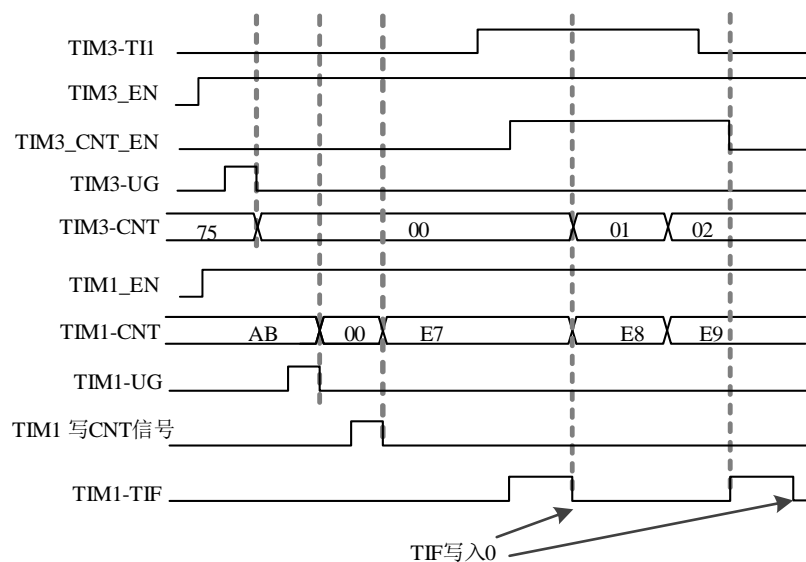 TIM3-TI1
TIM3_EN
TIM3_CNT_EN
TIM3-UG
TIM3-CNT 75 00 01 02
TIM1_EN
TIM1-CNT AB 00 E7 E8 E9
TIM1-UG
TIM1 写CNT信号
TIM1-TIF
TIF写入0